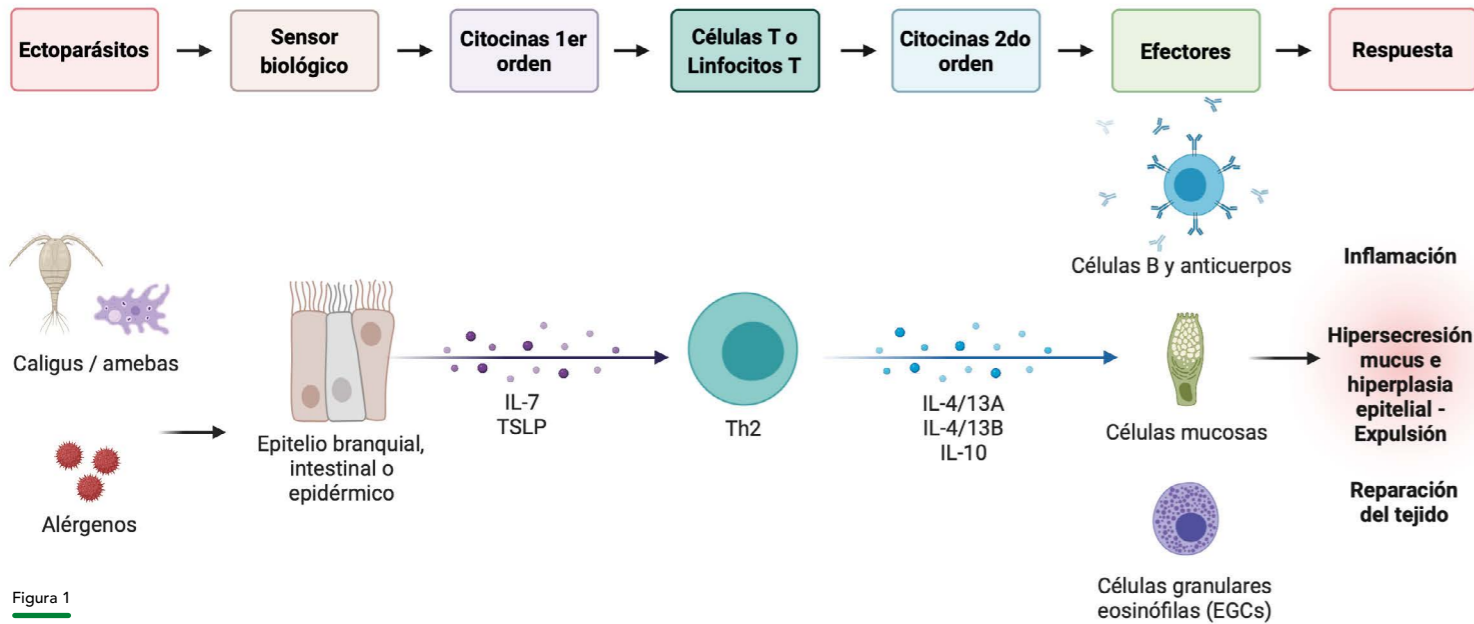 Ectoparásitos
Sensor
biológico
Citocinas 1er
orden
Células T o
Linfocitos T
Citocinas 2do
orden
Efectores
Respuesta
Caligus / amebas
Alérgenos
Epitelio branquial,
intestinal o
epidérmico
IL-7
TSLP
Th2
IL-4/13A
IL-4/13B
IL-10
Células B y anticuerpos
Células mucosas
Células granulares
eosinófilas (EGCs)
Inflamación
Hipersecresión
mucus e
hiperplasia
epitelial -
Expulsión
Reparación
del tejido
Figura 1